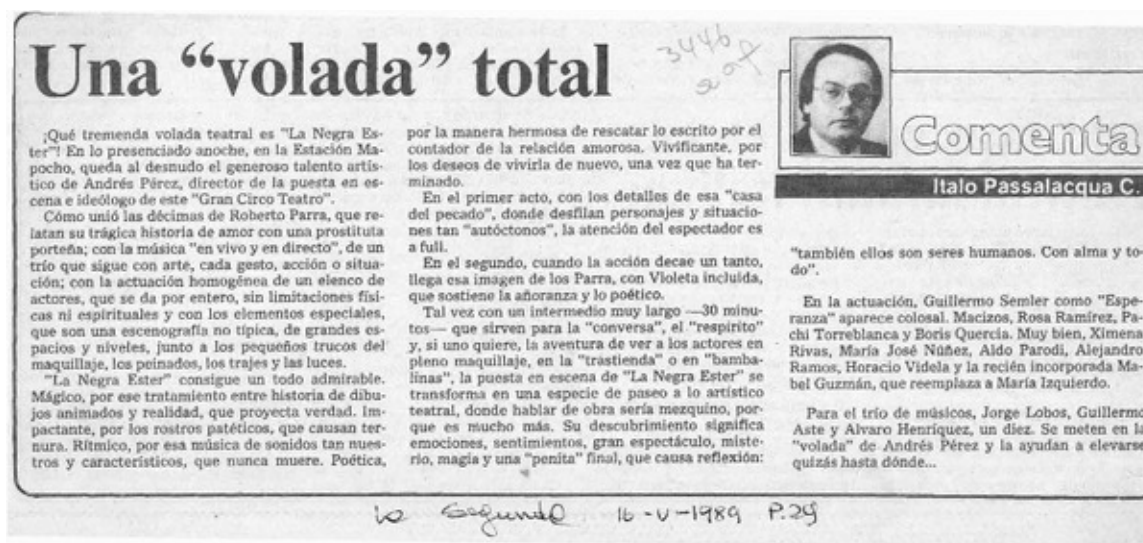 Una "volada" total
3446
¡Qué tremenda volada teatral es "La Negra Es-
ter"! En lo presenciado anoche, en la Estación Ma-
pocho, queda al desnudo el generoso talento artís-
tico de Andrés Pérez, director de la puesta en es-
cena e ideólogo de este "Gran Circo Teatro".
Cómo unió las décimas de Roberto Parra, que re-
latan su trágica historia de amor con una prostituta
porteña; con la música "en vivo y en directo", de un
trío que sigue con arte, cada gesto, acción o situa-
ción; con la actuación homogénea de un elenco de
actores, que se da por entero, sin limitaciones físi-
cas ni espirituales y con los elementos especiales,
que son una escenografía no típica, de grandes es-
pacios y niveles, junto a los pequeños trucos del
maquillaje, los peinados, los trajes y las luces.
"La Negra Ester" consigue un todo admirable.
Mágico, por ese tratamiento entre historia de dibu-
jos animados y realidad, que proyecta verdad. Im-
pactante, por los rostros patéticos, que causan ter-
nura. Rítmico, por esa música de sonidos tan nues-
tros y característicos, que nunca muere. Poética,
por la manera hermosa de rescatar lo escrito por el
contador de la relación amorosa. Vivificante, por
los deseos de vivirla de nuevo, una vez que ha ter-
minado.
En el primer acto, con los detalles de esa "casa
del pecado", donde desfilan personajes y situacio-
nes tan "autóctonos", la atención del espectador es
a full.
En el segundo, cuando la acción decae un tanto,
llega esa imagen de los Parra, con Violeta incluida,
que sostiene la añoranza y lo poético.
Tal vez con un intermedio muy largo —30 minu-
tos— que sirven para la "conversa", el "respirito"
y, si uno quiere, la aventura de ver a los actores en
pleno maquillaje, en la "trastienda" o en "bamba-
linas", la puesta en escena de "La Negra Ester" se
transforma en una especie de paseo a lo artístico
teatral, donde hablar de obra sería mezquino, por-
que es mucho más. Su descubrimiento significa
emociones, sentimientos, gran espectáculo, miste-
rio, magia y una "penita" final, que causa reflexión:
Comenta
Italo Passalacqua C.
"también ellos son seres humanos. Con alma y to-
do".
En la actuación, Guillermo Semler como "Espe-
ranza" aparece colosal. Macizos, Rosa Ramírez, Pa-
chi Torreblanca y Boris Quercia. Muy bien, Ximena
Rivas, María José Núñez, Aldo Parodi, Alejandro
Ramos, Horacio Videla y la recién incorporada Ma-
bel Guzmán, que reemplaza a María Izquierdo.
Para el trío de músicos, Jorge Lobos, Guillermo
Aste y Alvaro Henríquez, un diez. Se meten en la
"volada" de Andrés Pérez y la ayudan a elevarse
quizás hasta dónde...
La Segunda 16-V-1989 P.29